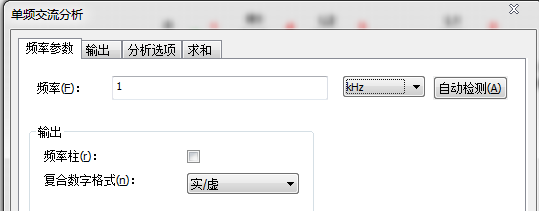 单频交流分析
频率参数 输出 分析选项 求和
频率(F): 1 kHz 自动检测(A)
输出
频率柱(r):
复合数字格式(n): 实/虚